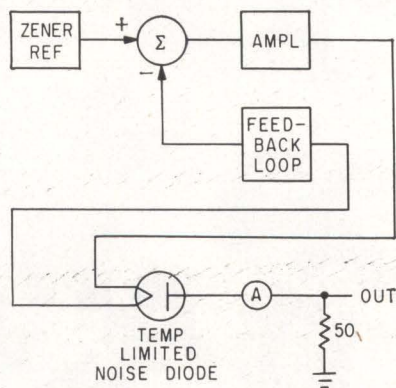 ZENER
REF
+
Σ
−
AMPL
FEED-
BACK
LOOP
A
OUT
50
TEMP
LIMITED
NOISE DIODE